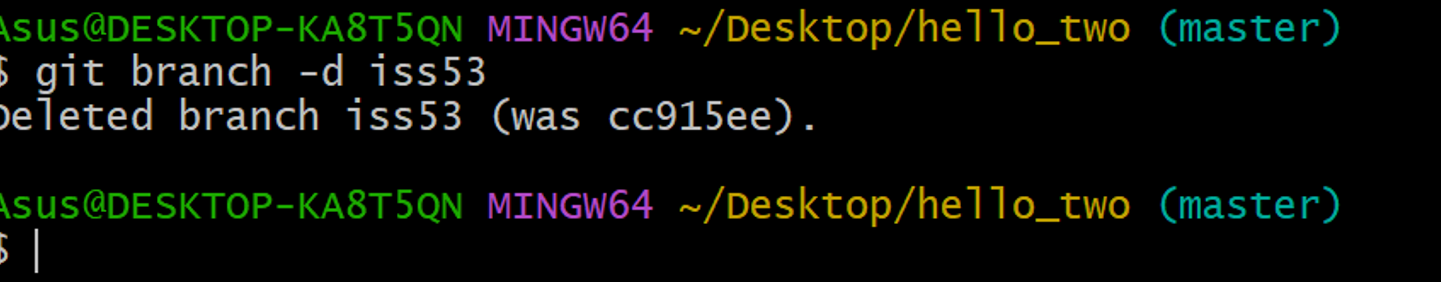 Asus@DESKTOP-KA8T5QN MINGW64 ~/Desktop/hello_two (master)
$ git branch -d iss53
Deleted branch iss53 (was cc915ee).
Asus@DESKTOP-KA8T5QN MINGW64 ~/Desktop/hello_two (master)
$